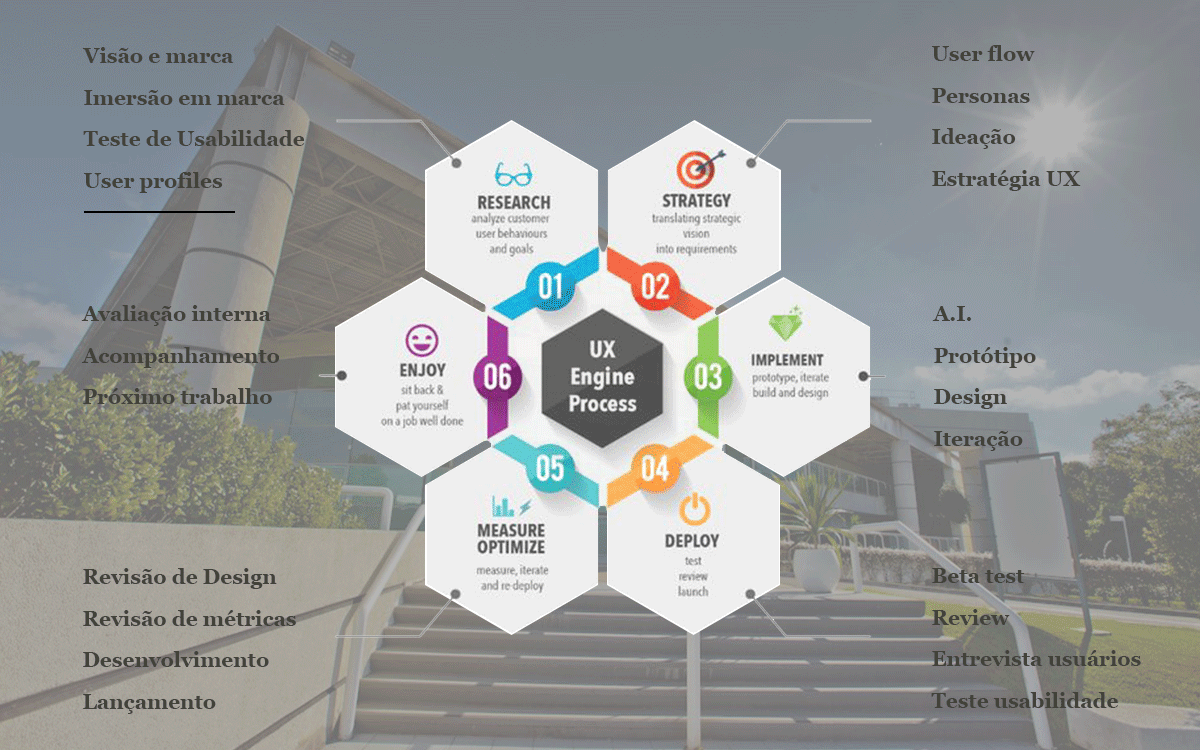 Visão e marca
Imersão em marca
Teste de Usabilidade
User profiles
User flow
Personas
Ideação
Estratégia UX
RESEARCH
analyze customer
user behaviours
and goals
01
STRATEGY
translating strategic
vision
into requirements
02
Avaliação interna
Acompanhamento
Próximo trabalho
ENJOY
sit back &
pat yourself
on a job well done
06
UX
Engine
Process
03
IMPLEMENT
prototype, iterate
build and design
A.I.
Protótipo
Design
Iteração
05
MEASURE
OPTIMIZE
measure, iterate
and re-deploy
04
DEPLOY
test
review
launch
Revisão de Design
Revisão de métricas
Desenvolvimento
Lançamento
Beta test
Review
Entrevista usuários
Teste usabilidade